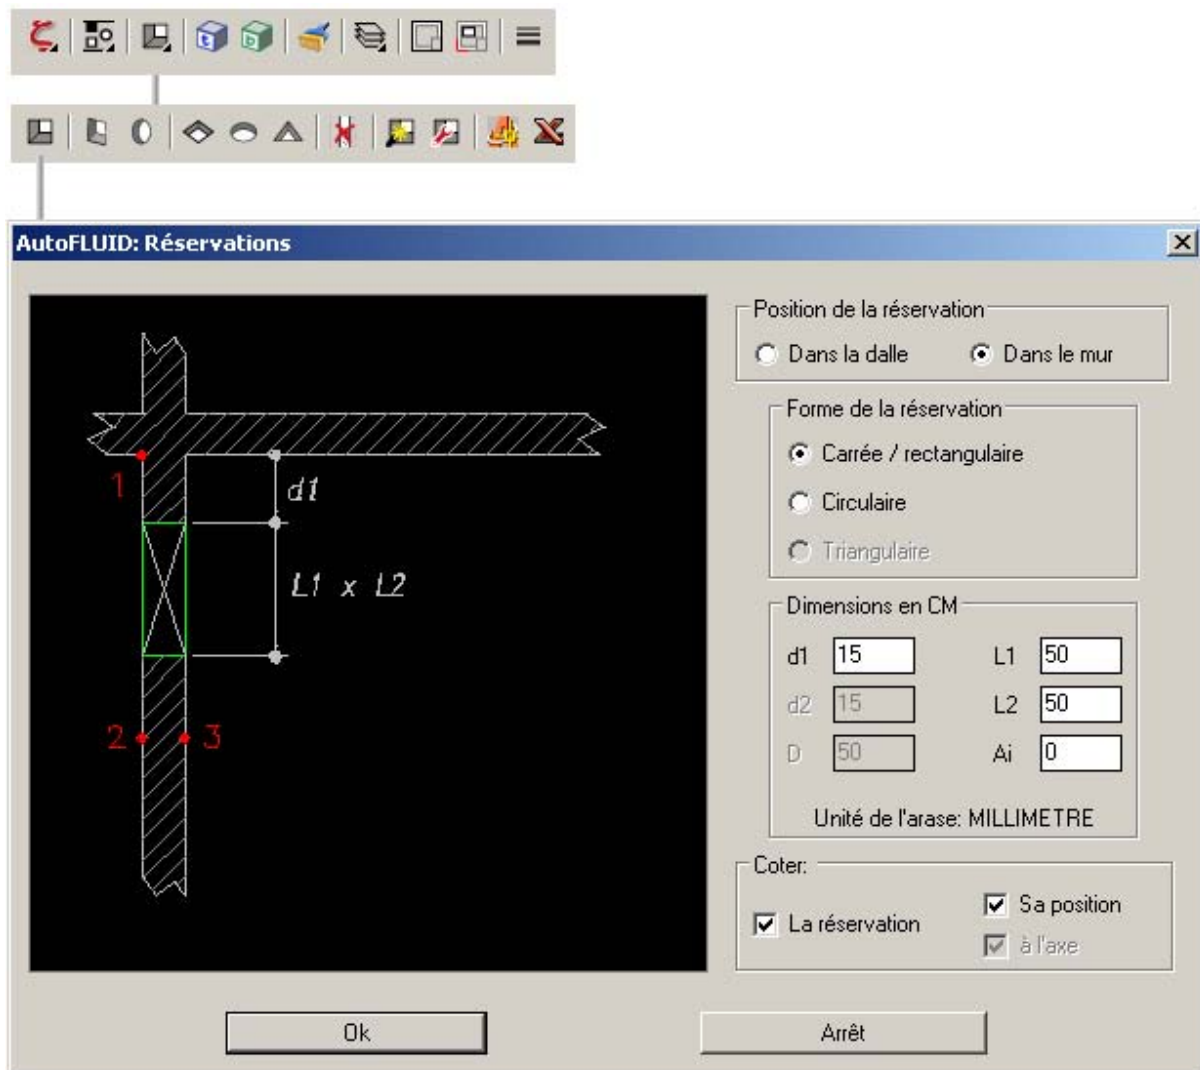 AutoFLUID: Réservations
1
d1
L1 x L2
2
3
Position de la réservation
Dans la dalle
Dans le mur
Forme de la réservation
Carrée / rectangulaire
Circulaire
Triangulaire
Dimensions en CM
d1 15 L1 50
d2 15 L2 50
D 50 Ai 0
Unité de l'arase: MILLIMETRE
Coter:
La réservation
Sa position
à l'axe
Ok
Arrêt